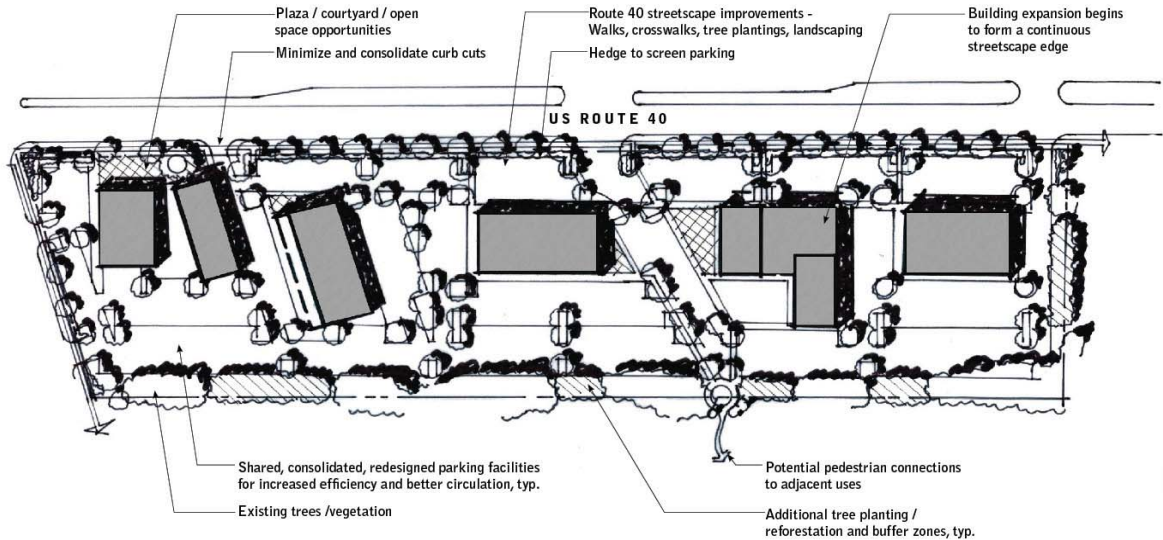 Plaza / courtyard / open
space opportunities
Minimize and consolidate curb cuts
Route 40 streetscape improvements -
Walks, crosswalks, tree plantings, landscaping
Hedge to screen parking
Building expansion begins
to form a continuous
streetscape edge
US ROUTE 40
Shared, consolidated, redesigned parking facilities
for increased efficiency and better circulation, typ.
Existing trees /vegetation
Potential pedestrian connections
to adjacent uses
Additional tree planting /
reforestation and buffer zones, typ.